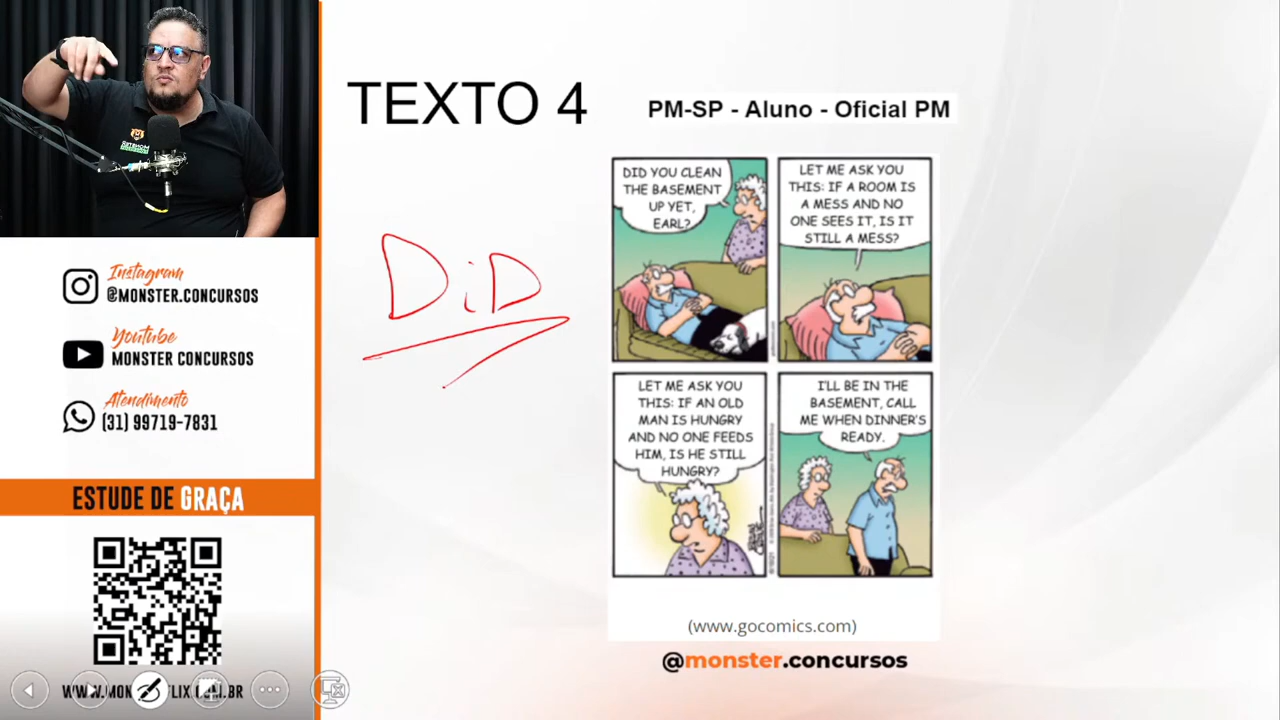 TEXTO 4
PM-SP - Aluno - Oficial PM
DiD
DID YOU CLEAN
THE BASEMENT
UP YET,
EARL?
LET ME ASK YOU
THIS: IF A ROOM IS
A MESS AND NO
ONE SEES IT, IS IT
STILL A MESS?
LET ME ASK YOU
THIS: IF AN OLD
MAN IS HUNGRY
AND NO ONE FEEDS
HIM, IS HE STILL
HUNGRY?
I'LL BE IN THE
BASEMENT, CALL
ME WHEN DINNER'S
READY.
(www.gocomics.com)
@monster.concursos
Instagram
@MONSTER.CONCURSOS
Youtube
MONSTER CONCURSOS
Atendimento
(31) 99719-7831
ESTUDE DE GRAÇA